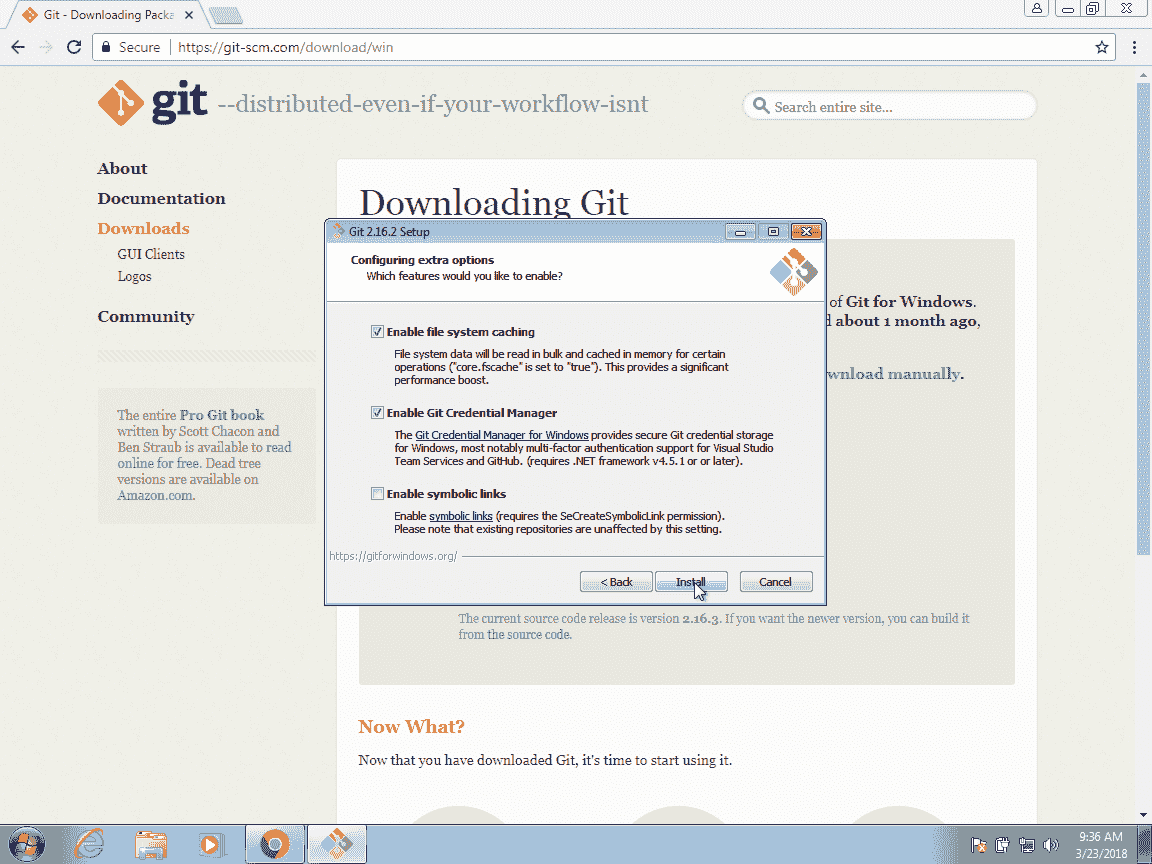 Git - Downloading Packa
Secure
https://git-scm.com/download/win
git --distributed-even-if-your-workflow-isnt
Search entire site...
About
Documentation
Downloads
GUI Clients
Logos
Community
The entire Pro Git book
written by Scott Chacon and
Ben Straub is available to read
online for free. Dead tree
versions are available on
Amazon.com.
Downloading Git
of Git for Windows.
about 1 month ago,
wnload manually.
Git 2.16.2 Setup
Configuring extra options
Which features would you like to enable?
Enable file system caching
File system data will be read in bulk and cached in memory for certain
operations ("core.fscache" is set to "true"). This provides a significant
performance boost.
Enable Git Credential Manager
The Git Credential Manager for Windows provides secure Git credential storage
for Windows, most notably multi-factor authentication support for Visual Studio
Team Services and GitHub. (requires .NET framework v4.5.1 or or later).
Enable symbolic links
Enable symbolic links (requires the SeCreateSymbolicLink permission).
Please note that existing repositories are unaffected by this setting.
https://gitforwindows.org/
< Back
Install
Cancel
The current source code release is version 2.16.3. If you want the newer version, you can build it
from the source code.
Now What?
Now that you have downloaded Git, it's time to start using it.
9:36 AM
3/23/2018